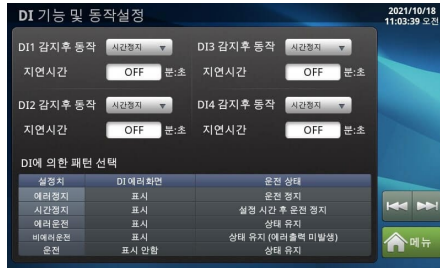 DI 기능 및 동작설정
2021/10/18
11:03:39 오전
DI1 감지후 동작 시간정지 DI3 감지후 동작 시간정지
지연시간 OFF 분:초 지연시간 OFF 분:초
DI2 감지후 동작 시간정지 DI4 감지후 동작 시간정지
지연시간 OFF 분:초 지연시간 OFF 분:초
DI에 의한 패턴 선택
설정치 DI 에러화면 운전 상태
에러정지 표시 운전 정지
시간정지 표시 설정 시간 후 운전 정지
에러운전 표시 상태 유지
비에러운전 표시 상태 유지 (에러출력 미발생)
운전 표시 안함 상태 유지
메뉴